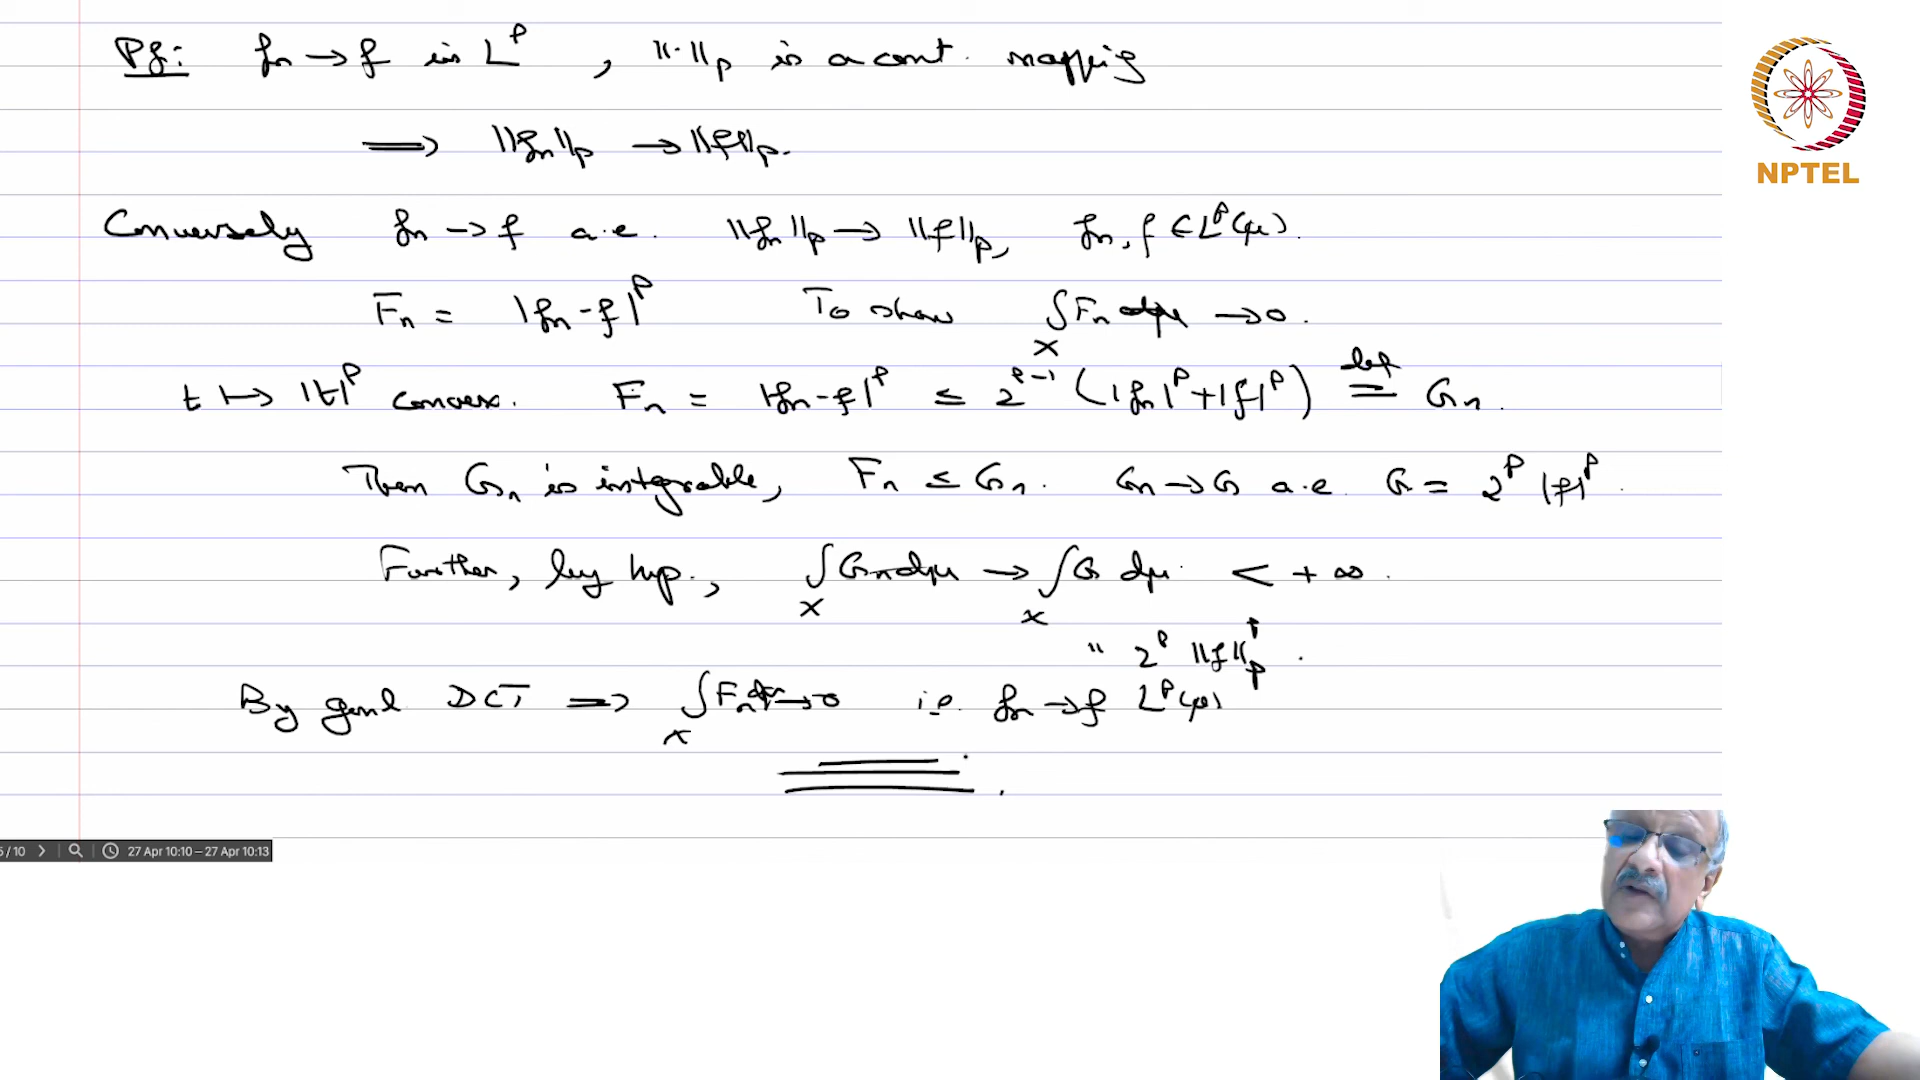 Pf: fn → f in L^p , ||·||_p is a cont. mapping
NPTEL
⟹ ||fn||_p → ||f||_p.
Conversely fn → f a.e. ||fn||_p → ||f||_p, fn, f ∈ L^p(μ).
Fn = |fn - f|^p To show ∫_X Fn dμ → 0.
t ↦ |t|^p convex. Fn = |fn - f|^p ≤ 2^{p-1} (|fn|^p + |f|^p) def= Gn.
Then Gn is integrable, Fn ≤ Gn. Gn → G a.e. G = 2^p |f|^p.
Further, by hyp., ∫_X Gn dμ → ∫_X G dμ. < +∞.
" 2^p ||f||_p^p.
By genl DCT ⟹ ∫_X Fn dμ → 0 i.e. fn → f L^p(μ)
5/10 27 Apr 10:10 – 27 Apr 10:13